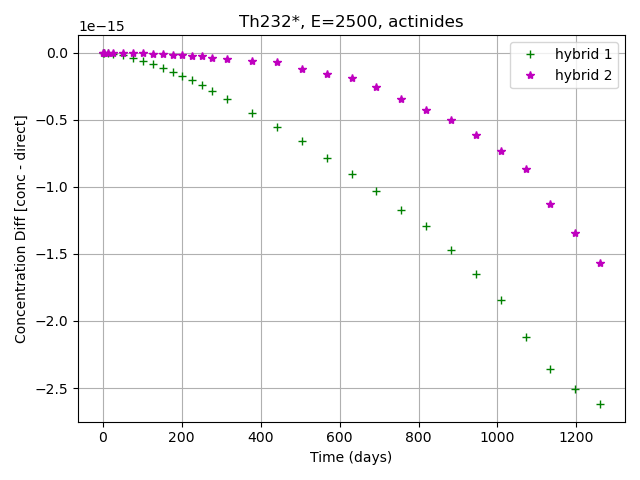 Th232*, E=2500, actinides
1e−15
hybrid 1
hybrid 2
0.0
−0.5
−1.0
−1.5
−2.0
−2.5
Concentration Diff [conc - direct]
0 200 400 600 800 1000 1200
Time (days)